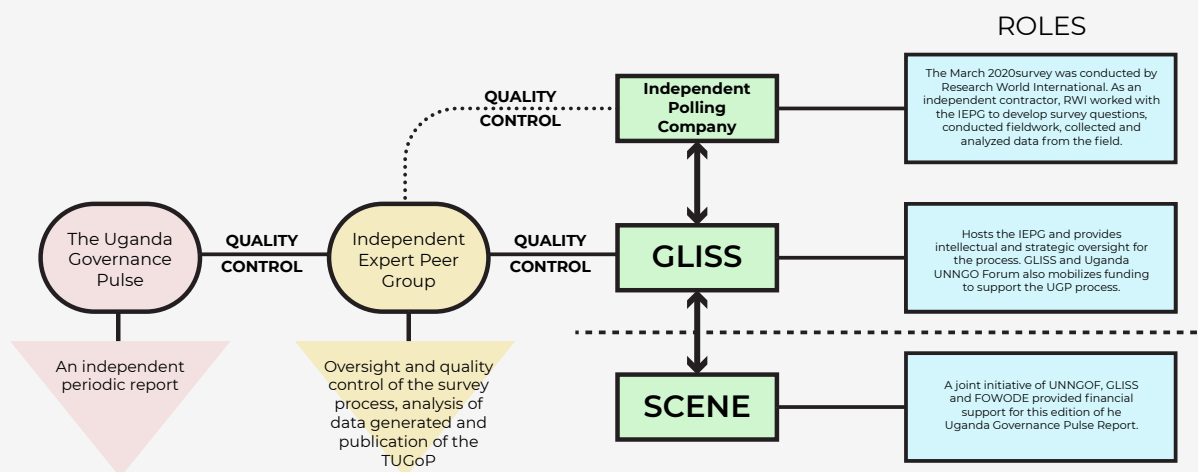 ROLES
The March 2020survey was conducted by
Research World International. As an
independent contractor, RWI worked with
the IEPG to develop survey questions,
conducted fieldwork, collected and
analyzed data from the field.
QUALITY
CONTROL
Independent
Polling
Company
The Uganda
Governance
Pulse
QUALITY
CONTROL
Independent
Expert Peer
Group
QUALITY
CONTROL
GLISS
Hosts the IEPG and provides
intellectual and strategic oversight for
the process. GLISS and Uganda
UNNGO Forum also mobilizes funding
to support the UGP process.
An independent
periodic report
Oversight and quality
control of the survey
process, analysis of
data generated and
publication of the
TUGoP
SCENE
A joint initiative of UNNGOF, GLISS
and FOWODE provided financial
support for this edition of he
Uganda Governance Pulse Report.